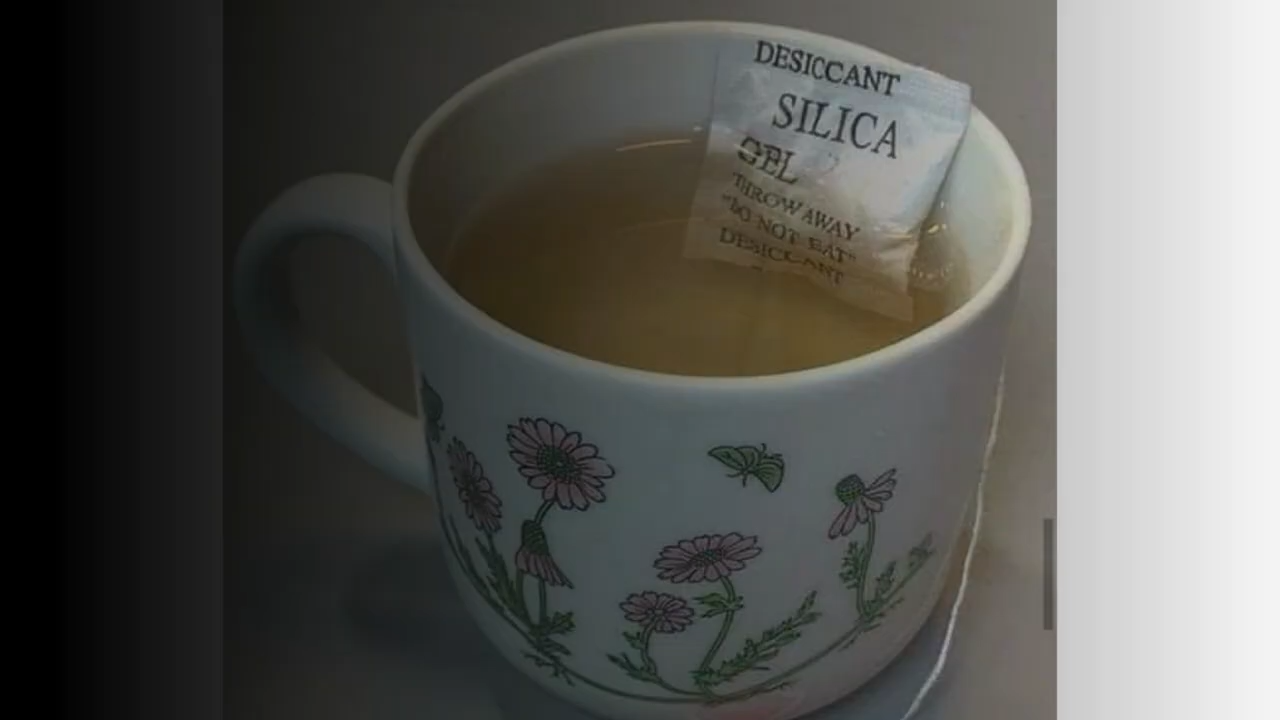 DESICCANT
SILICA
GEL
"THROW AWAY
"DO NOT EAT"
DESICCANT